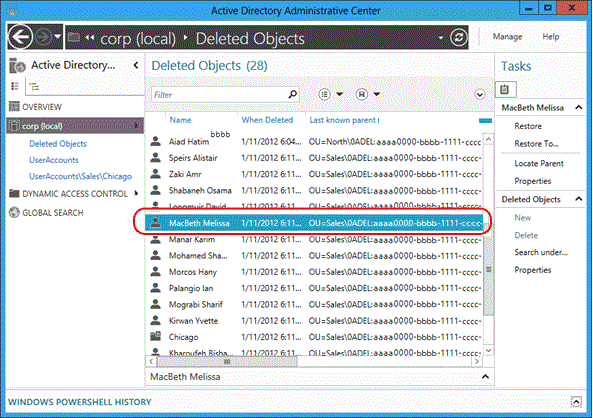 Active Directory Administrative Center
corp (local) Deleted Objects
Manage Help
Active Directory...
OVERVIEW
corp (local)
Deleted Objects
UserAccounts
UserAccounts\Sales\Chicago
DYNAMIC ACCESS CONTROL
GLOBAL SEARCH
Deleted Objects (28)
Filter
Name When Deleted Last known parent
bbbb
Aiad Hatim 1/11/2012 6:04... OU=North\0ADEL:aaaa0000-bbbb-1111-cccc-
Speirs Alistair 1/11/2012 6:11... OU=Sales\0ADEL:aaaa0000-bbbb-1111-cccc-
Zaki Amr 1/11/2012 6:11... OU=Sales\0ADEL:aaaa0000-bbbb-1111-cccc-
Shabaneh Osama 1/11/2012 6:11... OU=Sales\0ADEL:aaaa0000-bbbb-1111-cccc-
Longmuir David 1/11/2012 6:11... OU=Sales\0ADEL:aaaa0000-bbbb-1111-cccc-
MacBeth Melissa 1/11/2012 6:11... OU=Sales\0ADEL:aaaa0000-bbbb-1111-cccc-
Manar Karim 1/11/2012 6:11... OU=Sales\0ADEL:aaaa0000-bbbb-1111-cccc-
Mohamed Sha... 1/11/2012 6:11... OU=Sales\0ADEL:aaaa0000-bbbb-1111-cccc-
Morcos Hany 1/11/2012 6:11... OU=Sales\0ADEL:aaaa0000-bbbb-1111-cccc-
Palangio Ian 1/11/2012 6:11... OU=Sales\0ADEL:aaaa0000-bbbb-1111-cccc-
Mograbi Sharif 1/11/2012 6:11... OU=Sales\0ADEL:aaaa0000-bbbb-1111-cccc-
Kirwan Yvette 1/11/2012 6:11... OU=Sales\0ADEL:aaaa0000-bbbb-1111-cccc-
Chicago 1/11/2012 6:11... OU=Sales\0ADEL:aaaa0000-bbbb-1111-cccc-
Kharoufeh Bisha... 1/11/2012 6:11... OU=Sales\0ADEL:aaaa0000-bbbb-1111-cccc-
MacBeth Melissa
Tasks
MacBeth Melissa
Restore
Restore To...
Locate Parent
Properties
Deleted Objects
New
Delete
Search under...
Properties
WINDOWS POWERSHELL HISTORY